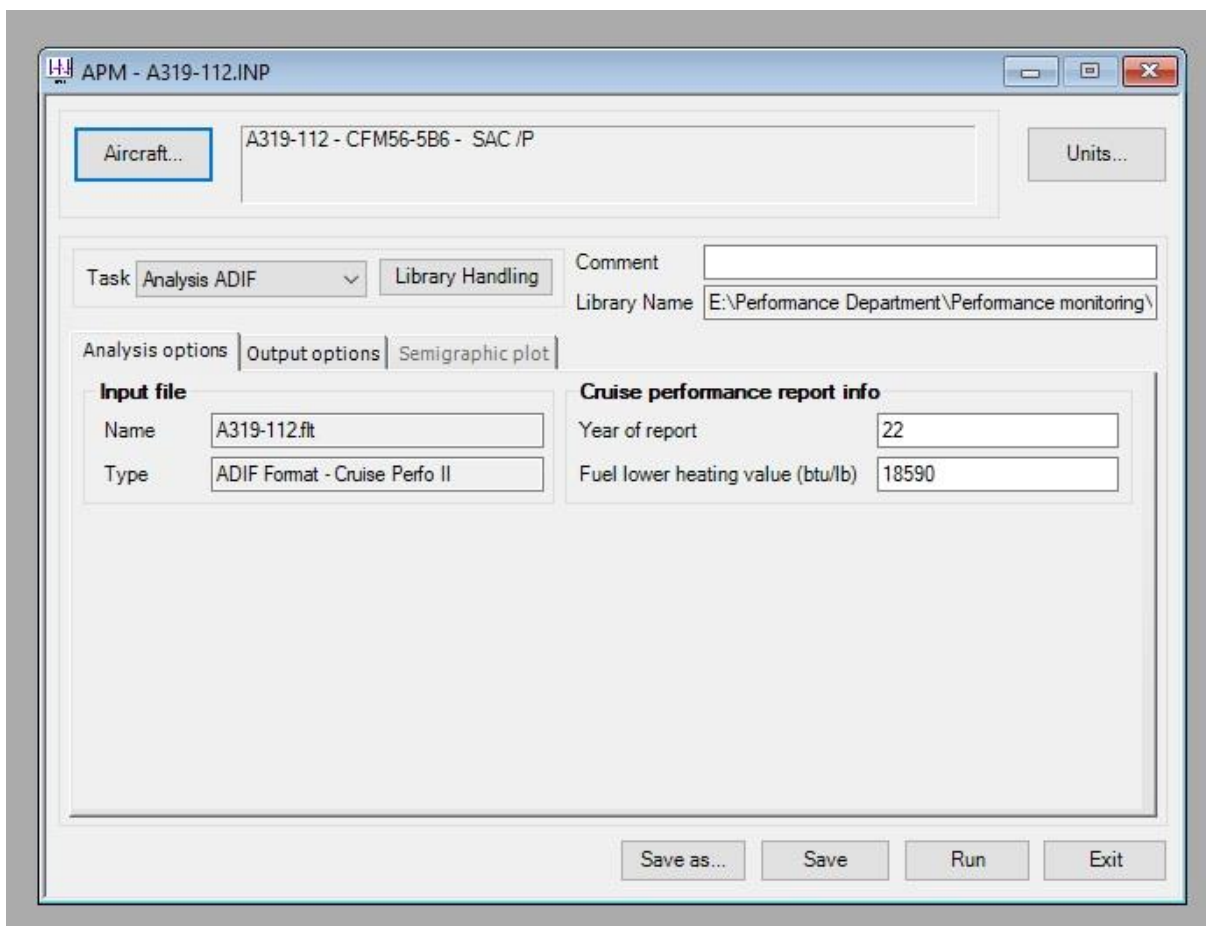 APM - A319-112.INP
Aircraft...
A319-112 - CFM56-5B6 -  SAC /P
Units...
Task
Analysis ADIF
Library Handling
Comment
Library Name
E:\Performance Department\Performance monitoring\
Analysis options
Output options
Semigraphic plot
Input file
Name
A319-112.flt
Type
ADIF Format - Cruise Perfo II
Cruise performance report info
Year of report
22
Fuel lower heating value (btu/lb)
18590
Save as...
Save
Run
Exit